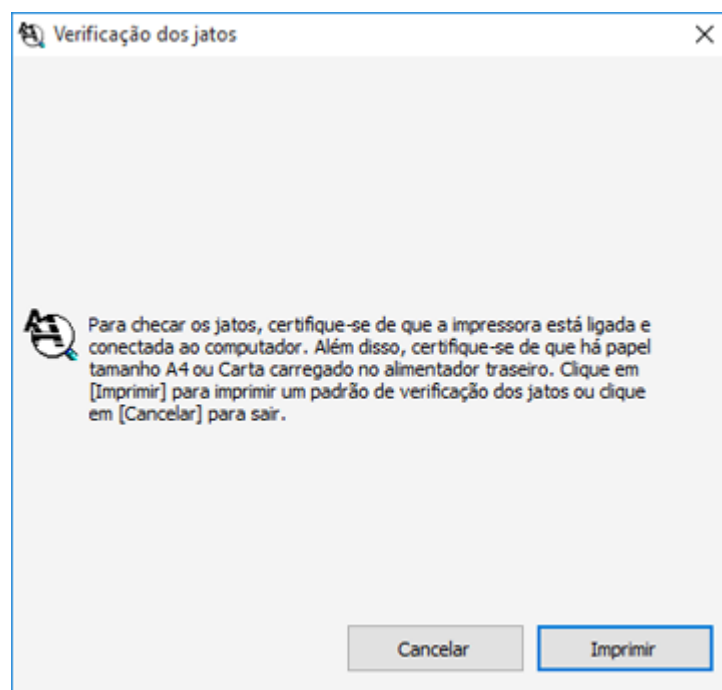 Verificação dos jatos
Para checar os jatos, certifique-se de que a impressora está ligada e
conectada ao computador. Além disso, certifique-se de que há papel
tamanho A4 ou Carta carregado no alimentador traseiro. Clique em
[Imprimir] para imprimir um padrão de verificação dos jatos ou clique
em [Cancelar] para sair.
Cancelar
Imprimir